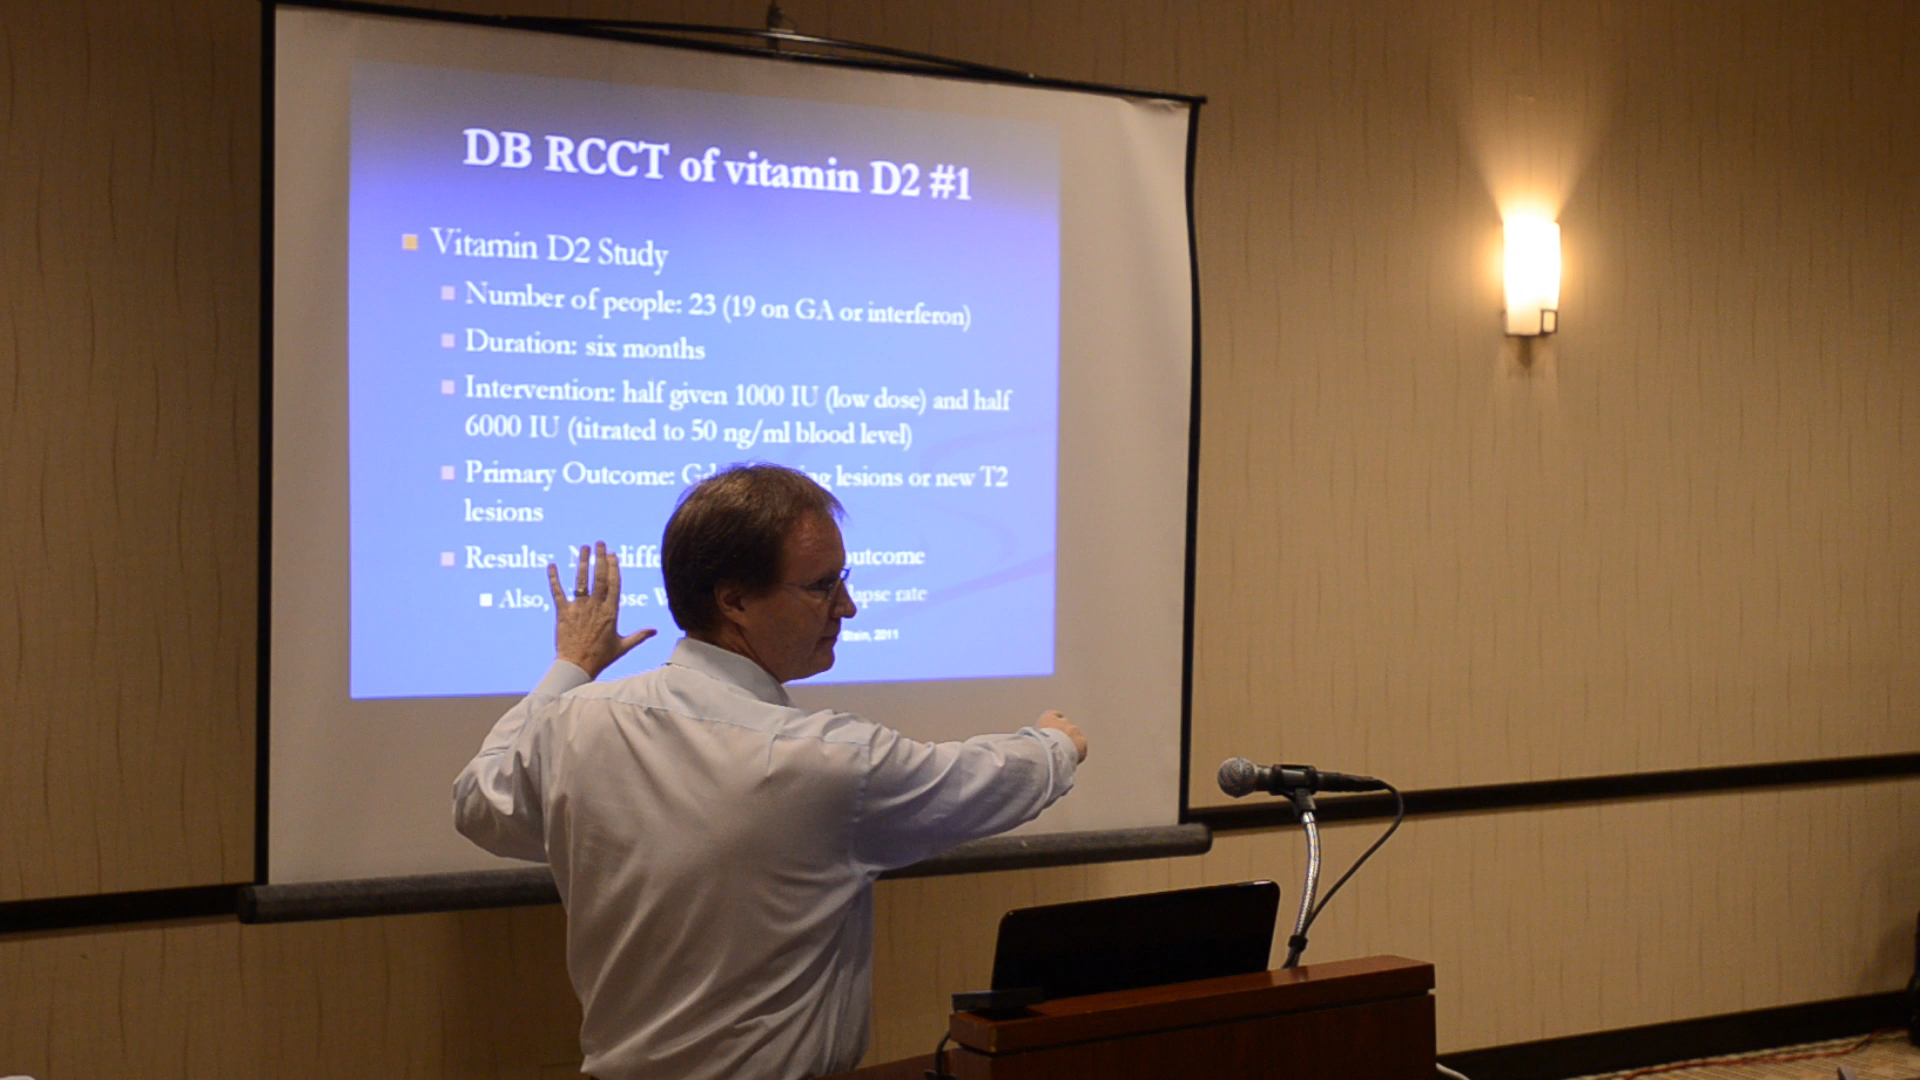 DB RCCT of vitamin D2 #1
Vitamin D2 Study
Number of people: 23 (19 on GA or interferon)
Duration: six months
Intervention: half given 1000 IU (low dose) and half
6000 IU (titrated to 50 ng/ml blood level)
Primary Outcome: lesions or new T2
lesions
Results: outcome
Also, rate
Stein, 2011